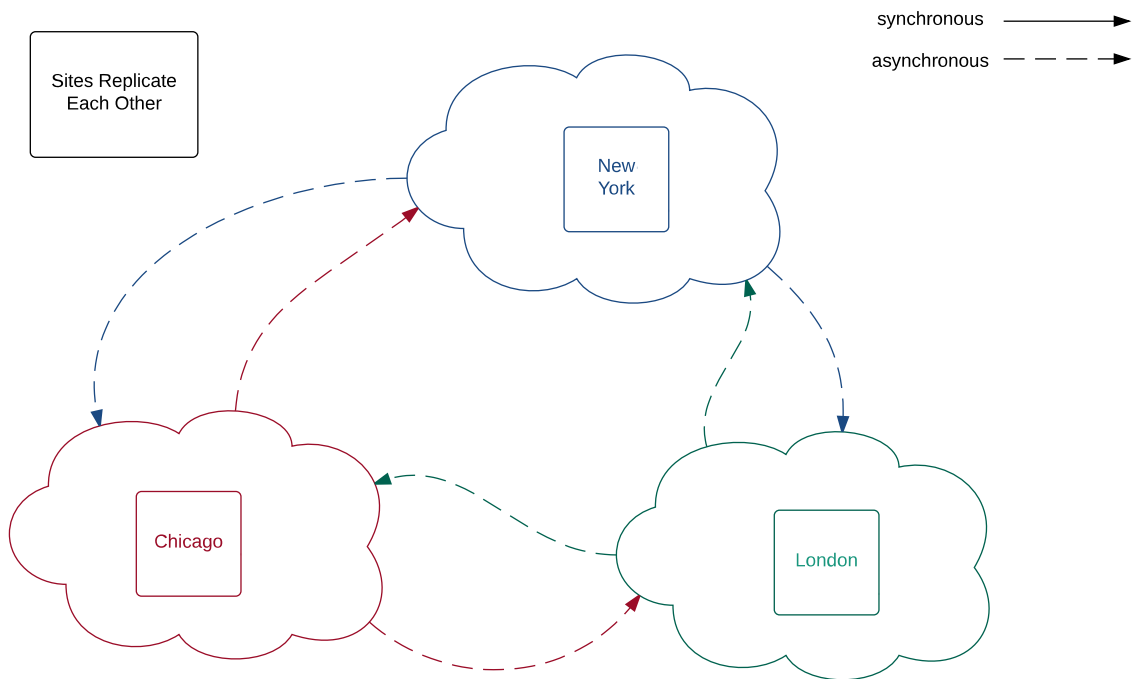 synchronous
asynchronous
Sites Replicate
Each Other
New
York
Chicago
London